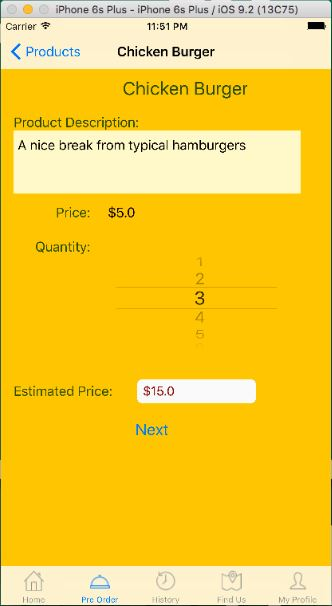 iPhone 6s Plus - iPhone 6s Plus / iOS 9.2 (13C75)
Carrier 11:51 PM
Products Chicken Burger
Chicken Burger
Product Description:
A nice break from typical hamburgers
Price: $5.0
Quantity:
1
2
3
4
5
6
Estimated Price: $15.0
Next
Home Pre Order History Find Us My Profile